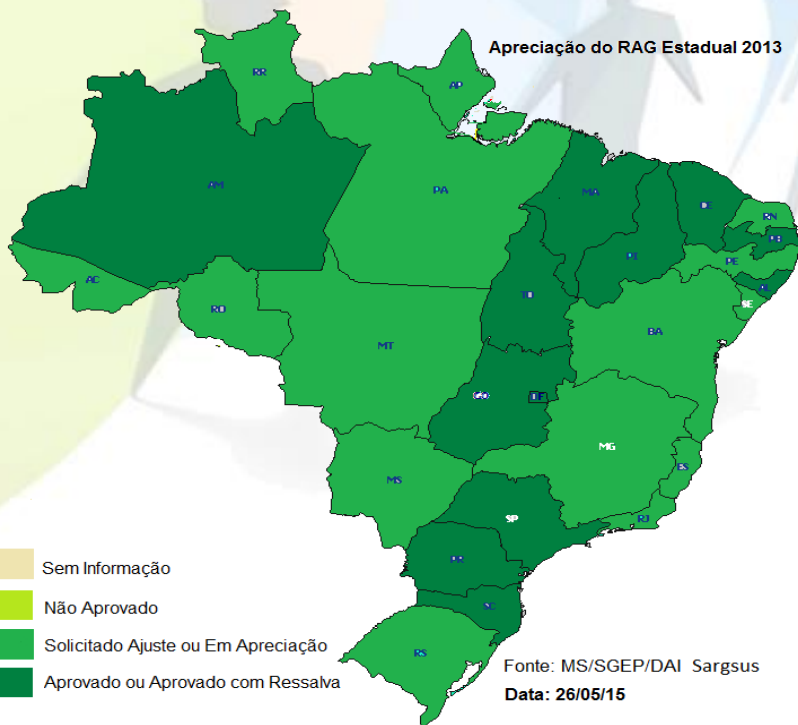 Apreciação do RAG Estadual 2013
RR
AP
AM
PA
MA
CE
RN
PB
PI
PE
AL
AC
TO
SE
RO
BA
MT
GO
DF
MG
ES
MS
SP
RJ
PR
SC
RS
Sem Informação
Não Aprovado
Solicitado Ajuste ou Em Apreciação
Aprovado ou Aprovado com Ressalva
Fonte: MS/SGEP/DAI Sargsus
Data: 26/05/15